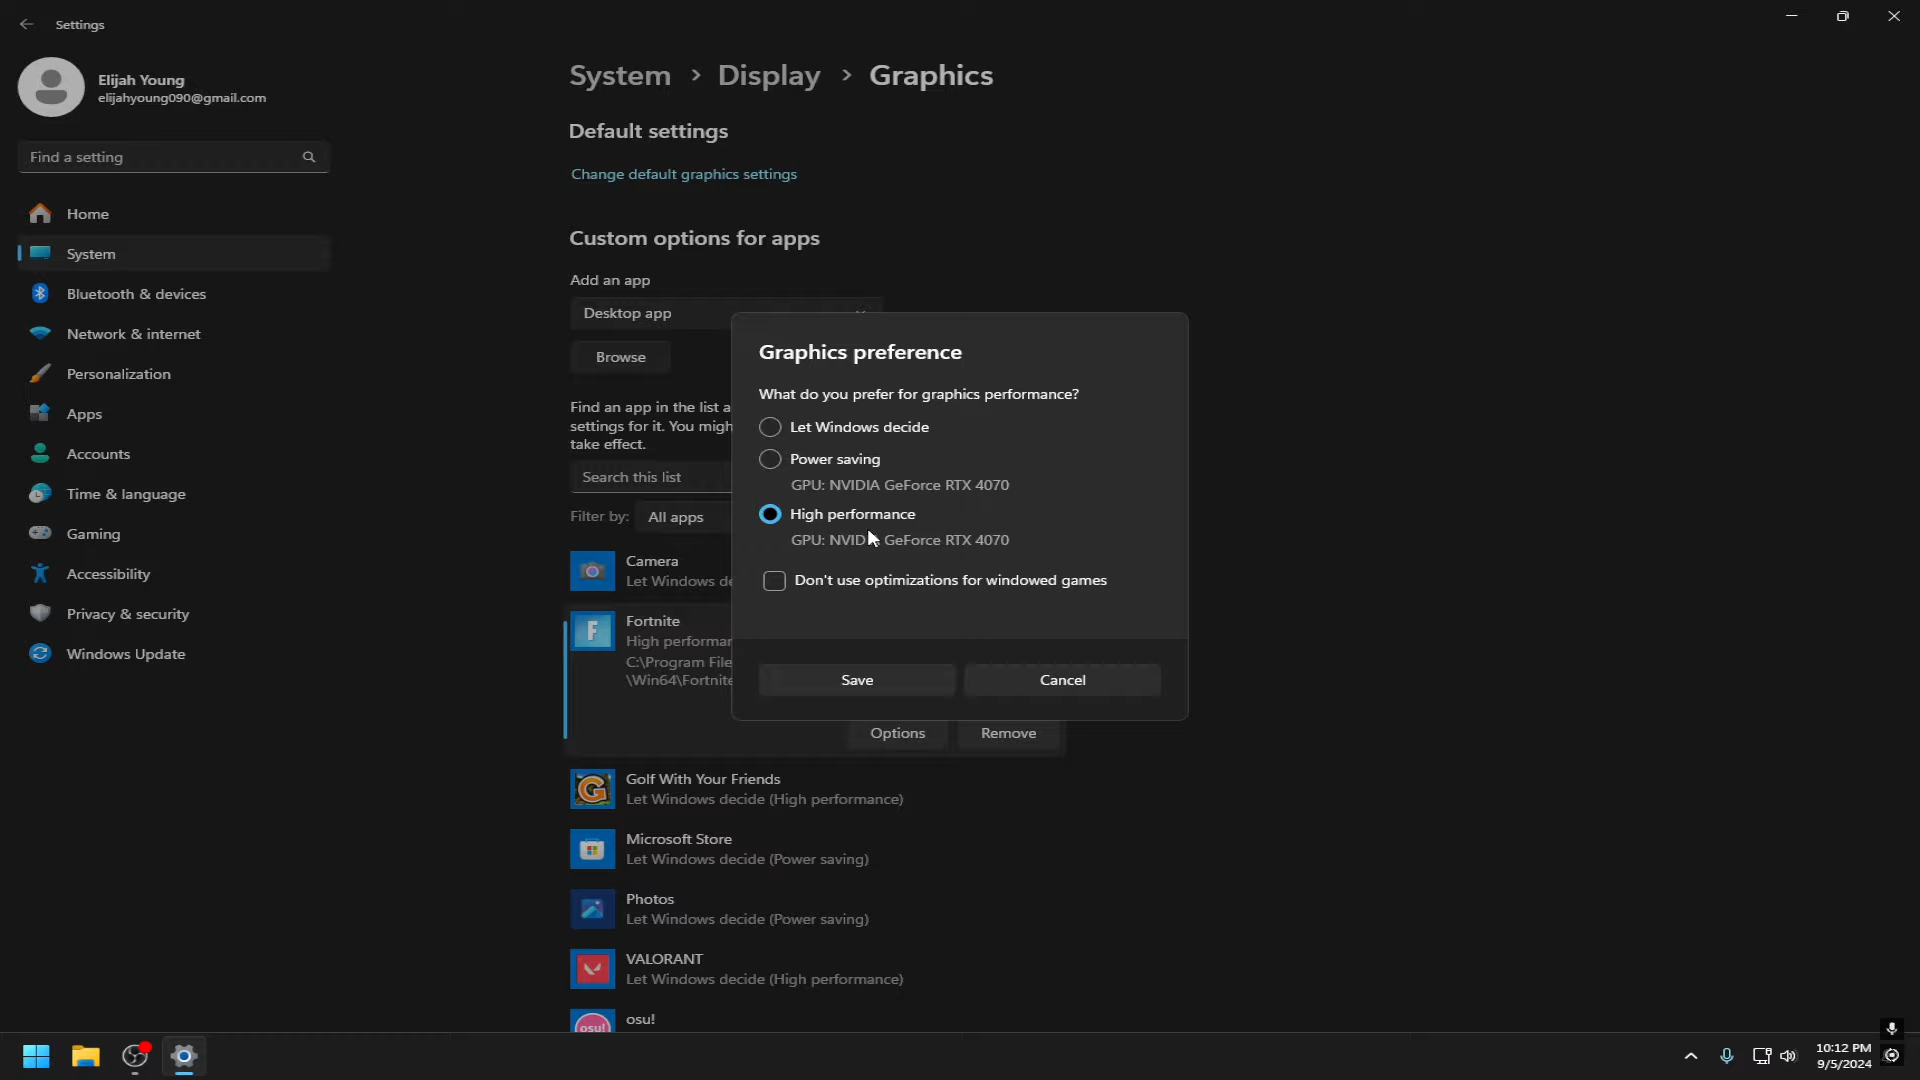 Settings
Elijah Young
elijahyoung090@gmail.com
Find a setting
Home
System
Bluetooth & devices
Network & internet
Personalization
Apps
Accounts
Time & language
Gaming
Accessibility
Privacy & security
Windows Update
System > Display > Graphics
Default settings
Change default graphics settings
Custom options for apps
Add an app
Desktop app
Browse
Find an app in the list a
settings for it. You migh
take effect.
Search this list
Filter by: All apps
Camera
Let Windows de
Fortnite
High performan
C:\Program File
\Win64\Fortnite
Options
Remove
Golf With Your Friends
Let Windows decide (High performance)
Microsoft Store
Let Windows decide (Power saving)
Photos
Let Windows decide (Power saving)
VALORANT
Let Windows decide (High performance)
osu!
osu!
Graphics preference
What do you prefer for graphics performance?
Let Windows decide
Power saving
GPU: NVIDIA GeForce RTX 4070
High performance
GPU: NVIDIA GeForce RTX 4070
Don't use optimizations for windowed games
Save
Cancel
10:12 PM
9/5/2024